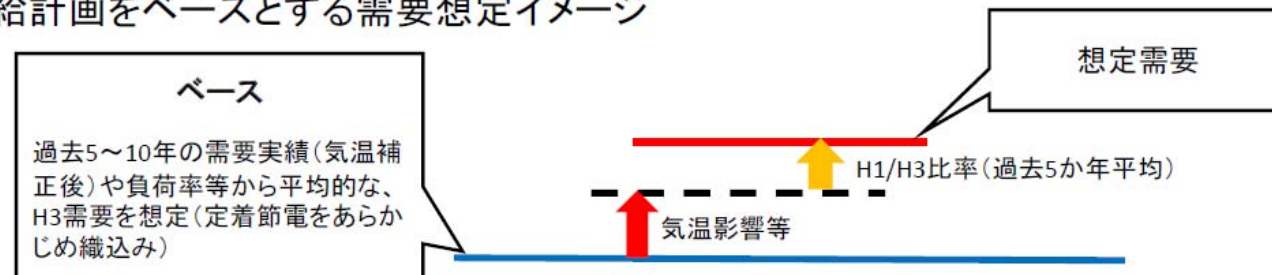 給計画をベースとする需要想定イメージ
想定需要
ベース
過去5～10年の需要実績（気温補
正後）や負荷率等から平均的な、
H3需要を想定（定着節電をあらか
じめ織込み）
H1/H3比率（過去5か年平均）
気温影響等